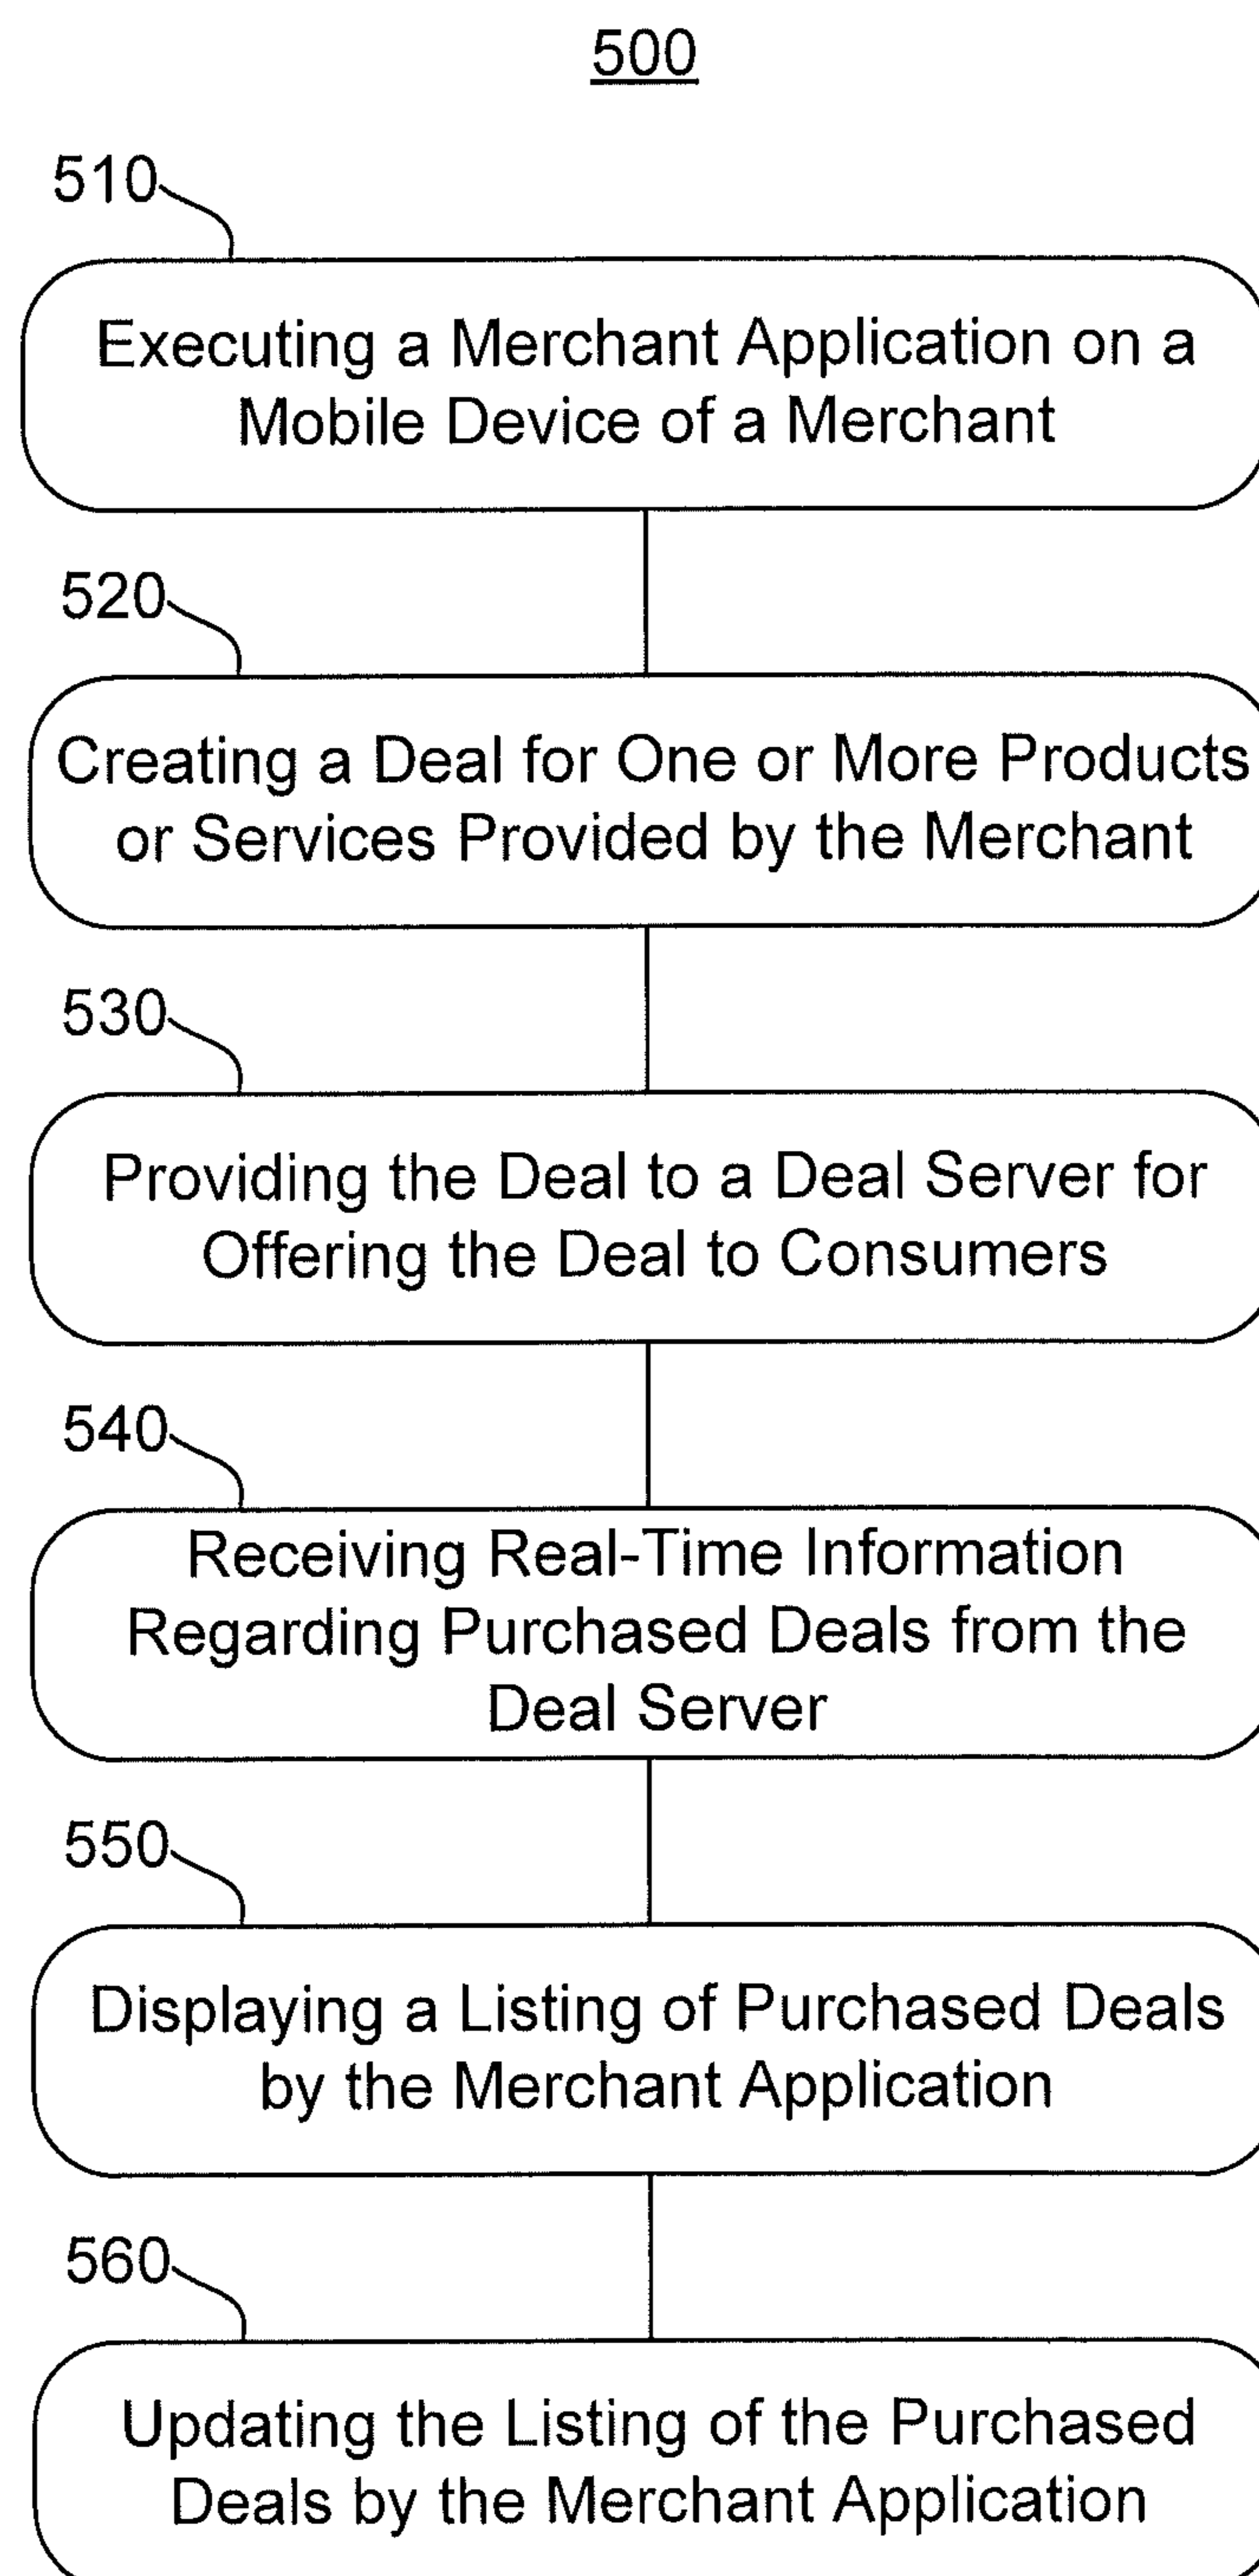 500
510
Executing a Merchant Application on a
Mobile Device of a Merchant
520
Creating a Deal for One or More Products
or Services Provided by the Merchant
530
Providing the Deal to a Deal Server for
Offering the Deal to Consumers
540
Receiving Real-Time Information
Regarding Purchased Deals from the
Deal Server
550
Displaying a Listing of Purchased Deals
by the Merchant Application
560
Updating the Listing of the Purchased
Deals by the Merchant Application